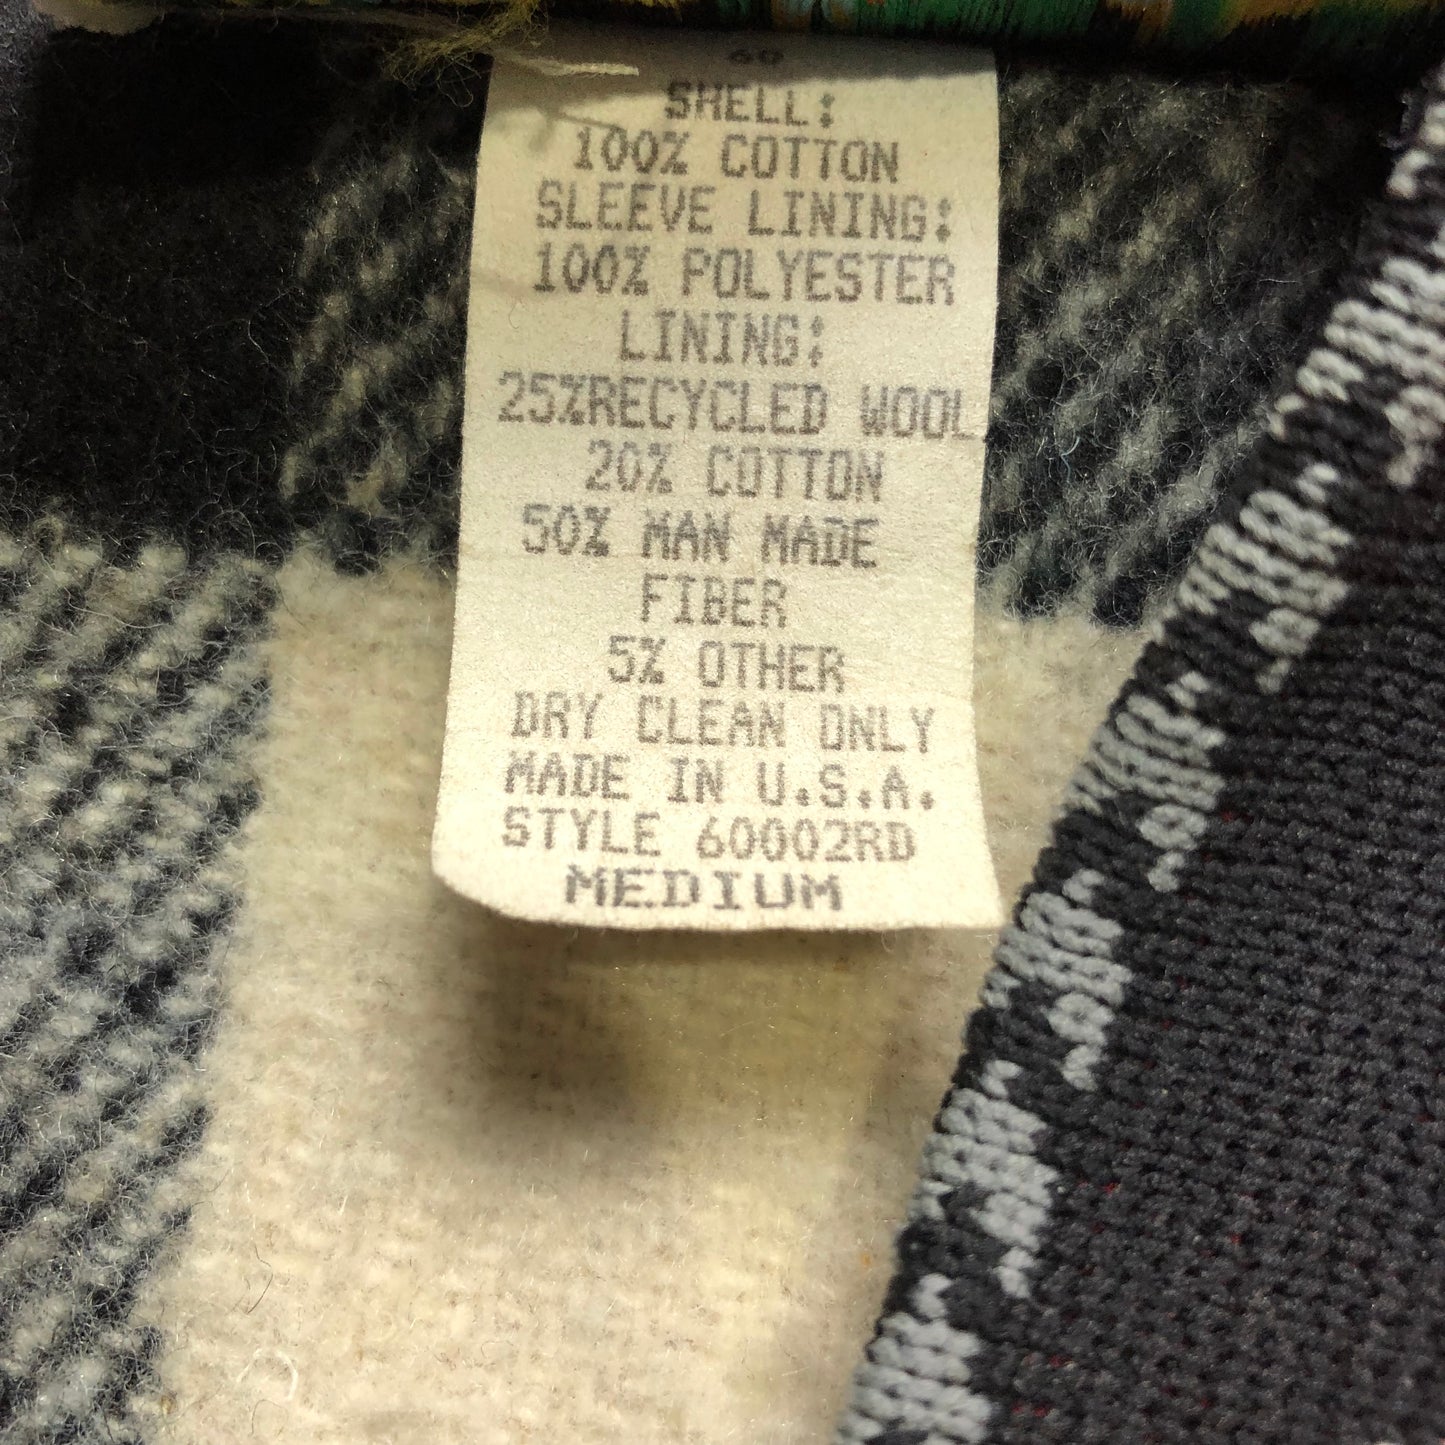 60
SHELL:
100% COTTON
SLEEVE LINING:
100% POLYESTER
LINING:
25%RECYCLED WOOL
20% COTTON
50% MAN MADE
FIBER
5% OTHER
DRY CLEAN ONLY
MADE IN U.S.A.
STYLE 60002RD
MEDIUM